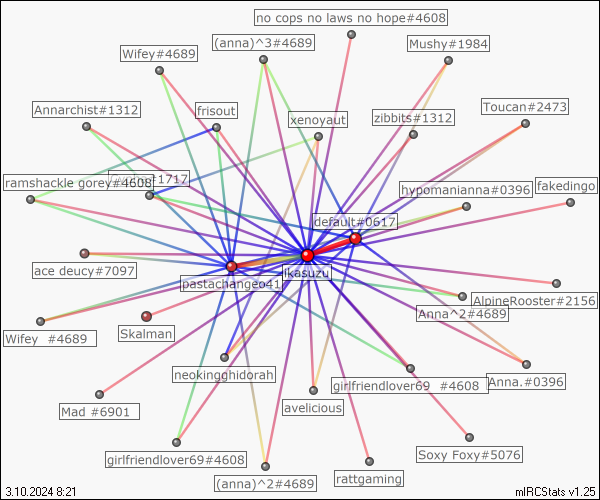 no cops no laws no hope#4608
(anna)^3#4689
Mushy#1984
Wifey#4689
Annarchist#1312
frisout
xenoyaut
zibbits#1312
Toucan#2473
#1717
ramshackle gorey#4608
hypomanianna#0396
fakedingo
default#0617
ace deucy#7097
pastachangeo41
ikasuzu
AlpineRooster#2156
Anna^2#4689
Wifey #4689
Skalman
neokingghidorah
girlfriendlover69 #4608
Anna.#0396
Mad #6901
avelicious
girlfriendlover69#4608
Soxy Foxy#5076
(anna)^2#4689
rattgaming
3.10.2024 8:21
mIRCStats v1.25